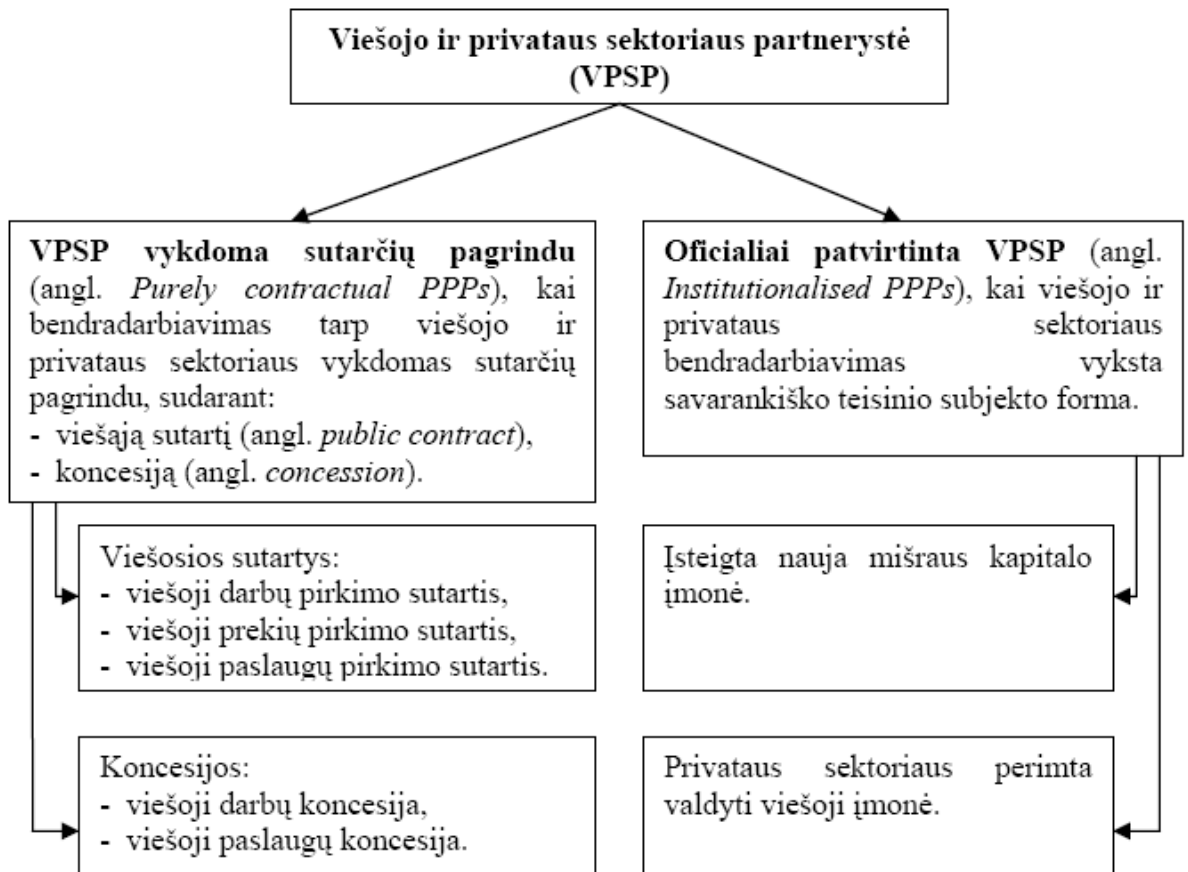 Viešojo ir privataus sektoriaus partnerystė
(VPSP)
VPSP vykdoma sutarčių pagrindu
(angl. Purely contractual PPPs), kai
bendradarbiavimas tarp viešojo ir
privataus sektoriaus vykdomas sutarčių
pagrindu, sudarant:
- viešąją sutartį (angl. public contract),
- koncesiją (angl. concession).
Oficialiai patvirtinta VPSP (angl.
Institutionalised PPPs), kai viešojo ir
privataus sektoriaus
bendradarbiavimas vyksta
savarankiško teisinio subjekto forma.
Viešosios sutartys:
- viešoji darbų pirkimo sutartis,
- viešoji prekių pirkimo sutartis,
- viešoji paslaugų pirkimo sutartis.
Įsteigta nauja mišraus kapitalo
įmonė.
Koncesijos:
- viešoji darbų koncesija,
- viešoji paslaugų koncesija.
Privataus sektoriaus perimta
valdyti viešoji įmonė.